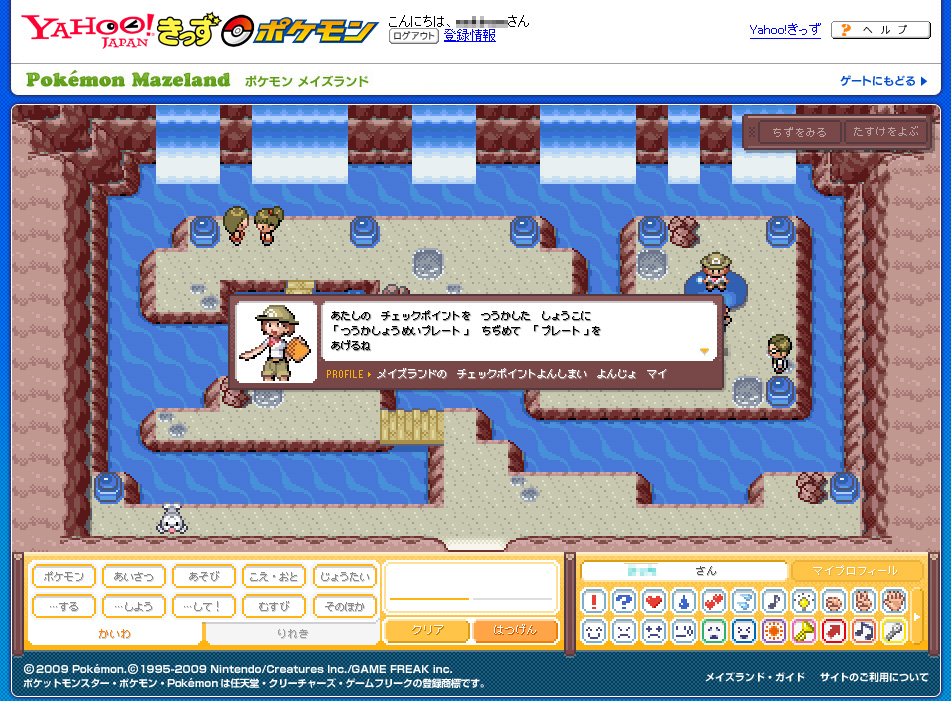 YAHOO! JAPAN きっず ポケモン
こんにちは、 さん
ログアウト 登録情報
Yahoo!きっず
? ヘルプ
Pokémon Mazeland ポケモン メイズランド
ゲートにもどる
ちずをみる たすけをよぶ
あたしの チェックポイントを つうかした しょうこに
「つうかしょうめいプレート」 ちぢめて 「プレート」を
あげるね
PROFILE メイズランドの チェックポイントよんしまい よんじょ マイ
ポケモン あいさつ あそび こえ・おと じょうたい
…する …しよう …して! むすび そのほか
かいわ りれき
クリア はつげん
さん マイプロフィール
©2009 Pokémon.©1995-2009 Nintendo/Creatures Inc./GAME FREAK inc.
ポケットモンスター・ポケモン・Pokémon は任天堂・クリーチャーズ・ゲームフリークの登録商標です。
メイズランド・ガイド サイトのご利用について